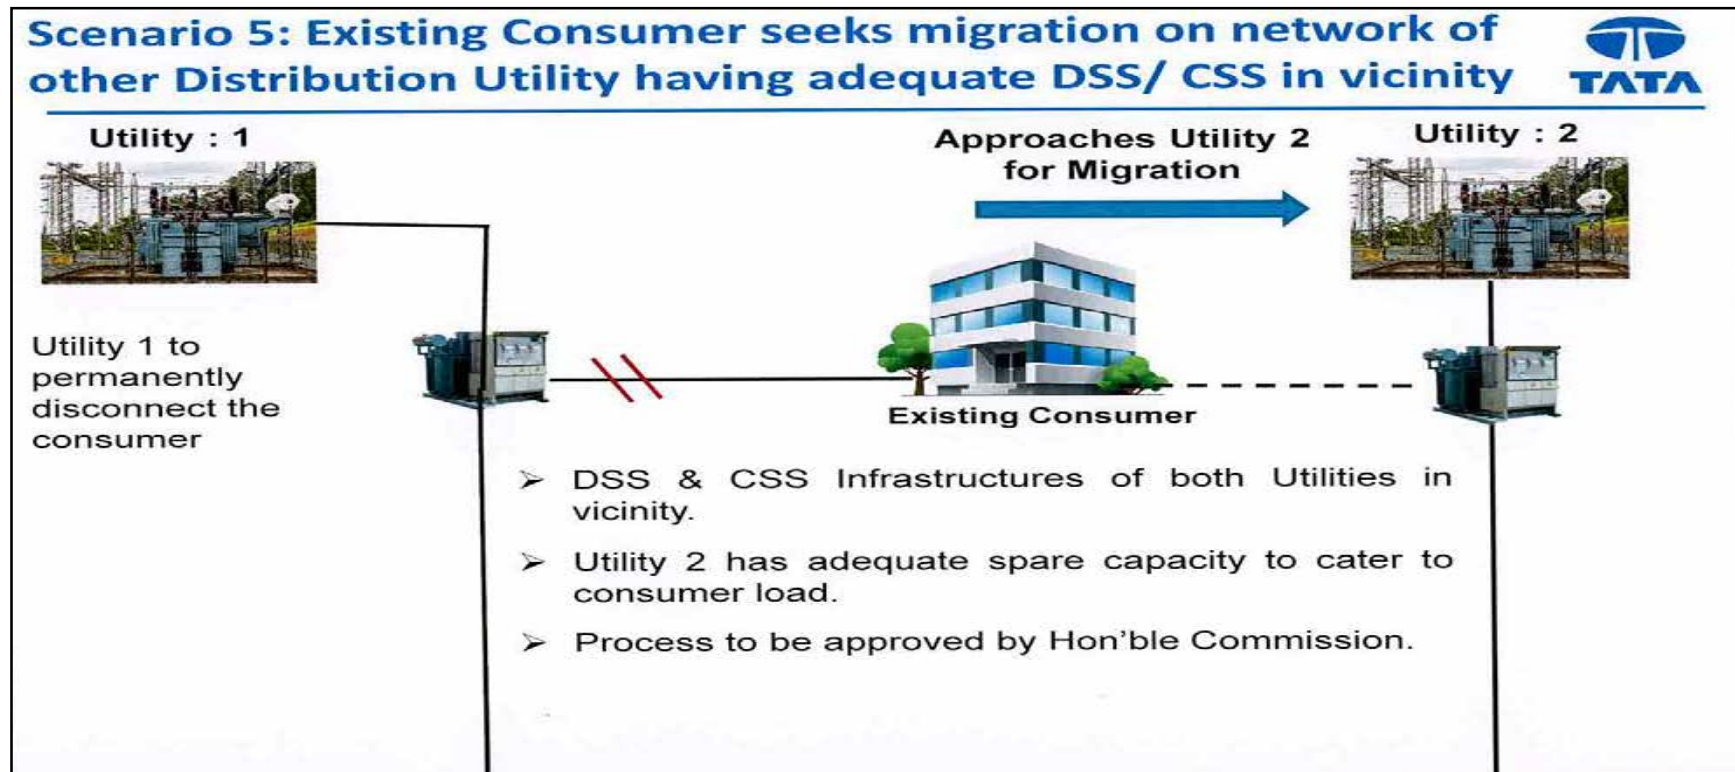 Scenario 5: Existing Consumer seeks migration on network of
other Distribution Utility having adequate DSS/ CSS in vicinity
TATA
Utility : 1
Approaches Utility 2
for Migration
Utility : 2
Utility 1 to
permanently
disconnect the
consumer
Existing Consumer
➢ DSS & CSS Infrastructures of both Utilities in
vicinity.
➢ Utility 2 has adequate spare capacity to cater to
consumer load.
➢ Process to be approved by Hon'ble Commission.